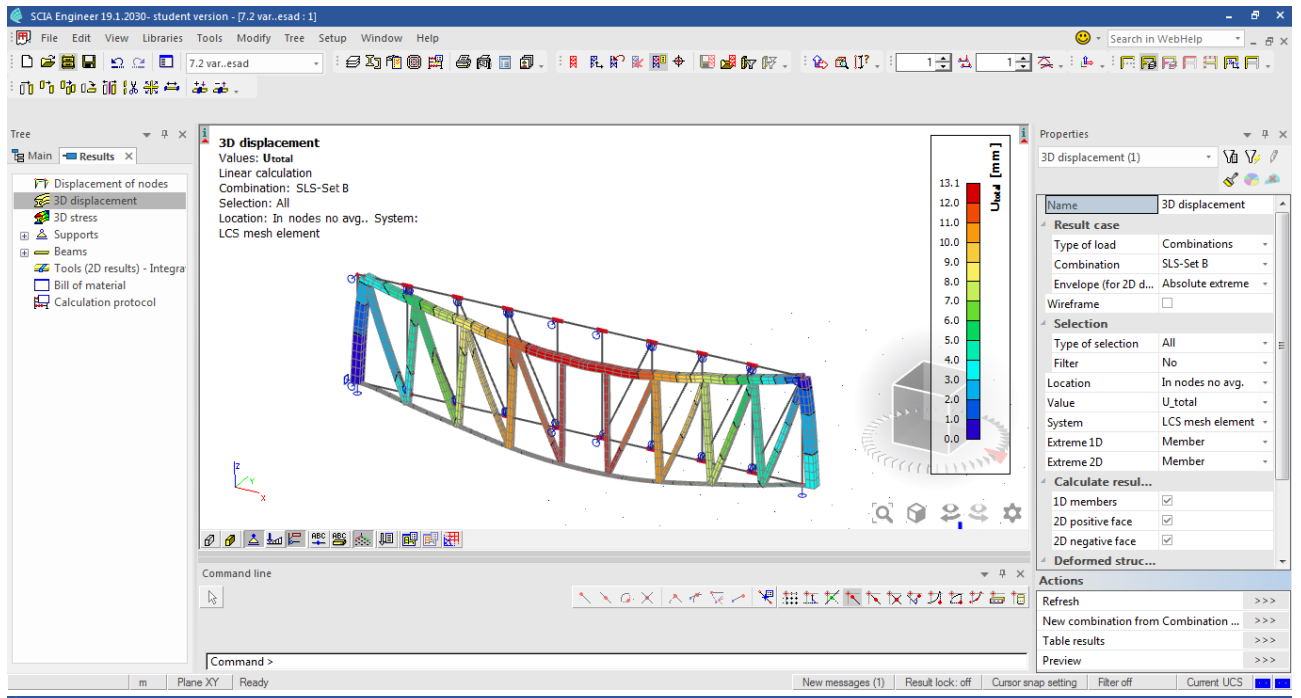 SCIA Engineer 19.1.2030- student version - [7.2 var..esad : 1]
File Edit View Libraries Tools Modify Tree Setup Window Help
Search in WebHelp
7.2 var..esad
1
1
Tree
Main
Results
Displacement of nodes
3D displacement
3D stress
Supports
Beams
Tools (2D results) - Integra
Bill of material
Calculation protocol
3D displacement
Values: Utotal
Linear calculation
Combination: SLS-Set B
Selection: All
Location: In nodes no avg.. System:
LCS mesh element
Utotal [mm]
13.1
12.0
11.0
10.0
9.0
8.0
7.0
6.0
5.0
4.0
3.0
2.0
1.0
0.0
z
Y
x
ABC
ABC
Properties
3D displacement (1)
Name 3D displacement
Result case
Type of load Combinations
Combination SLS-Set B
Envelope (for 2D d... Absolute extreme
Wireframe
Selection
Type of selection All
Filter No
Location In nodes no avg.
Value U_total
System LCS mesh element
Extreme 1D Member
Extreme 2D Member
Calculate resul...
1D members
2D positive face
2D negative face
Deformed struc...
Actions
Refresh >>>
New combination from Combination ... >>>
Table results >>>
Preview >>>
Command line
Command >
m Plane XY Ready
New messages (1) Result lock: off Cursor snap setting Filter off Current UCS